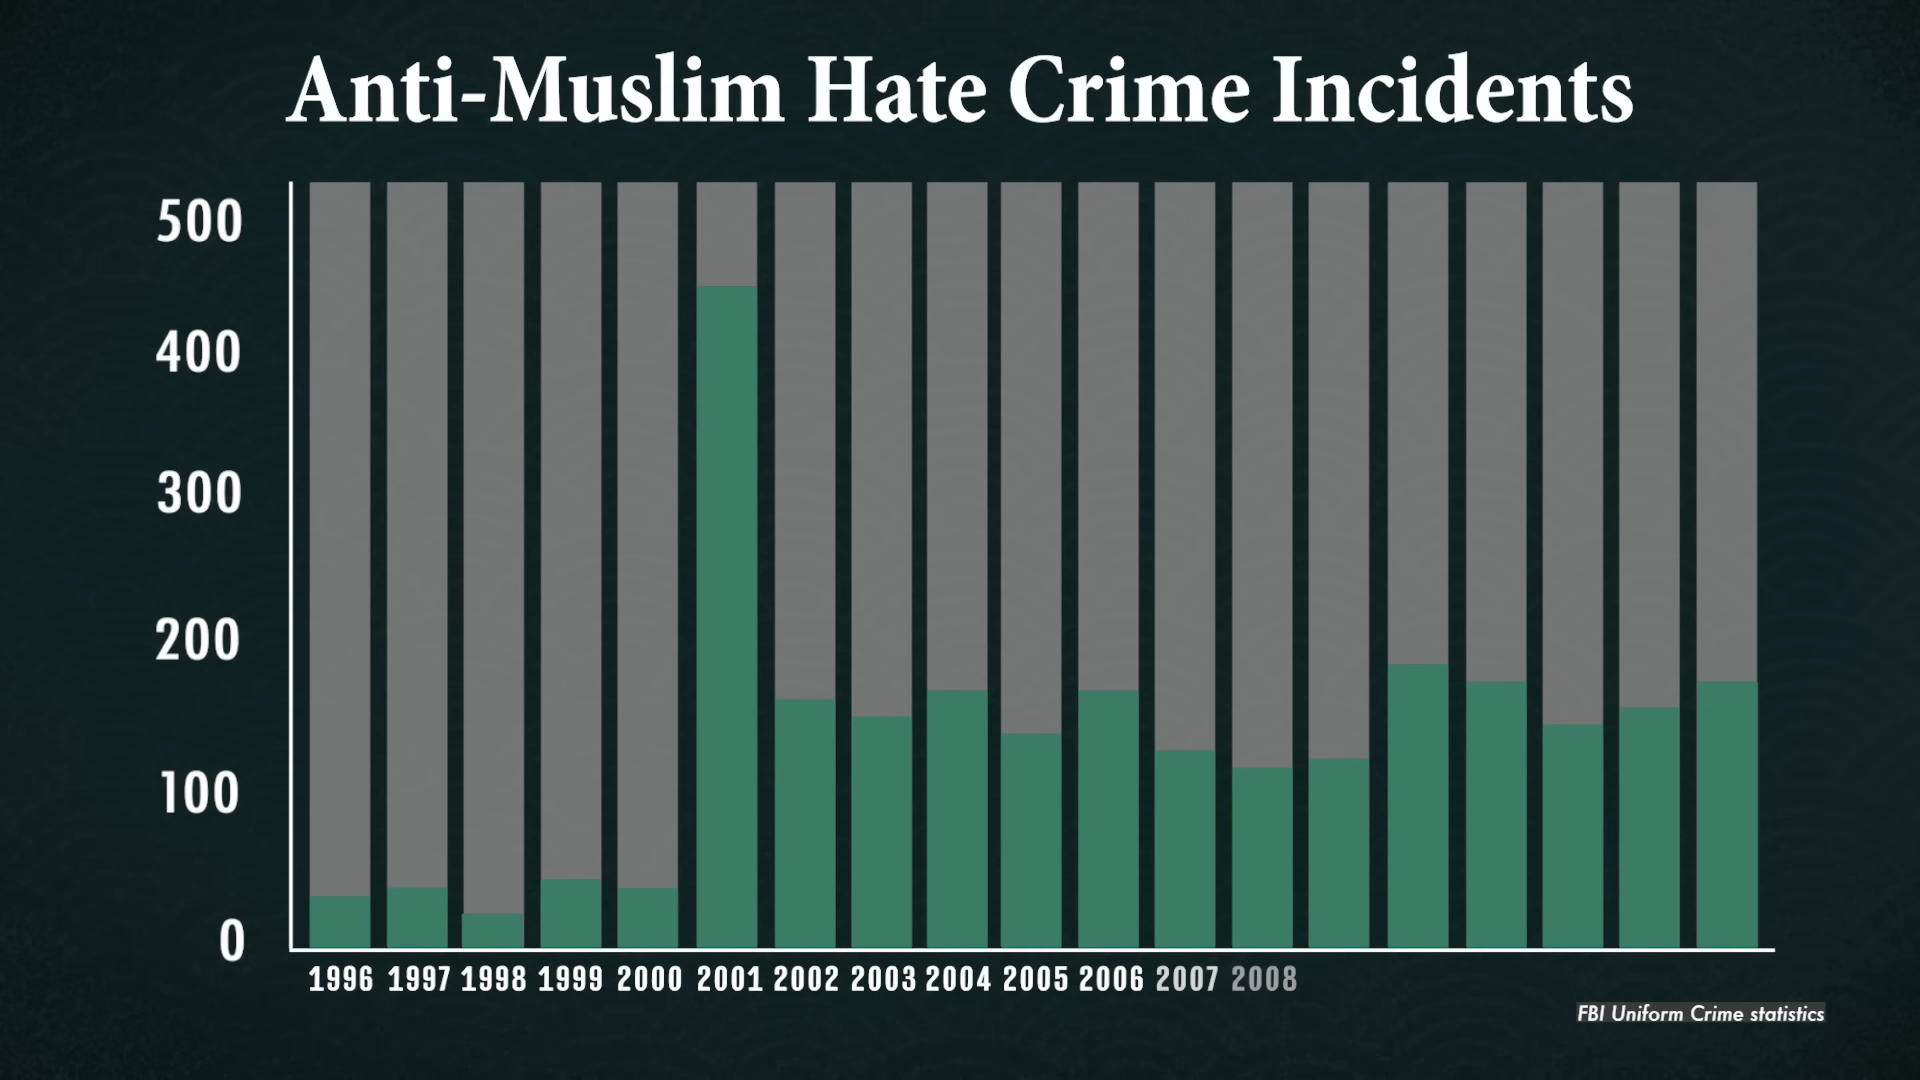 Anti-Muslim Hate Crime Incidents
500
400
300
200
100
0
1996 1997 1998 1999 2000 2001 2002 2003 2004 2005 2006 2007 2008
FBI Uniform Crime statistics